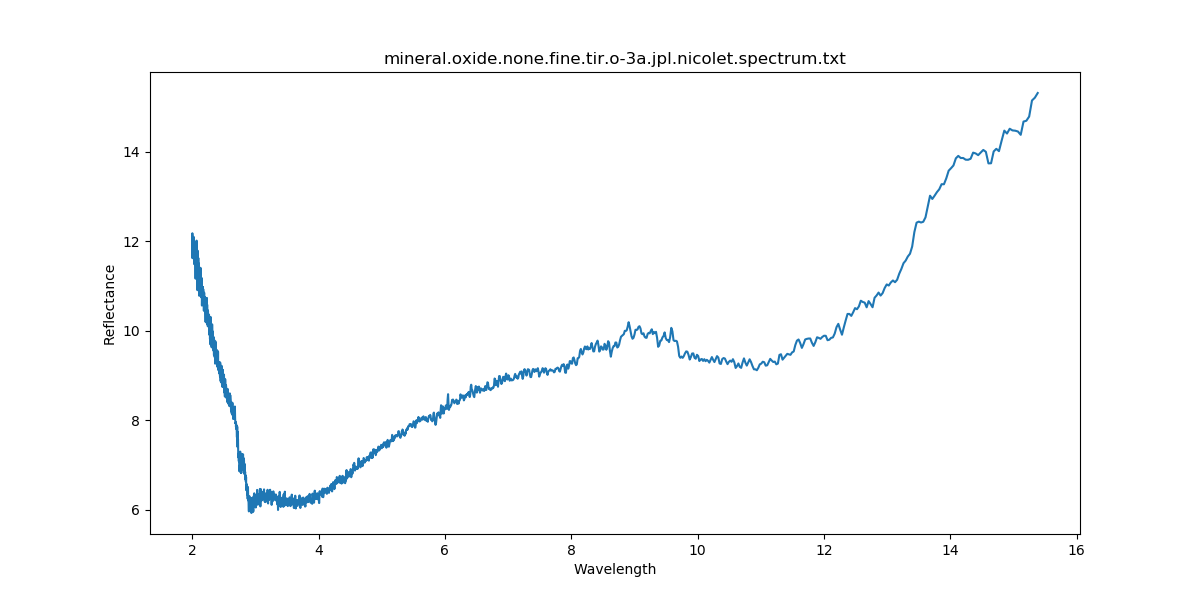 mineral.oxide.none.fine.tir.o-3a.jpl.nicolet.spectrum.txt
Reflectance
14
12
10
8
6
2 4 6 8 10 12 14 16
Wavelength